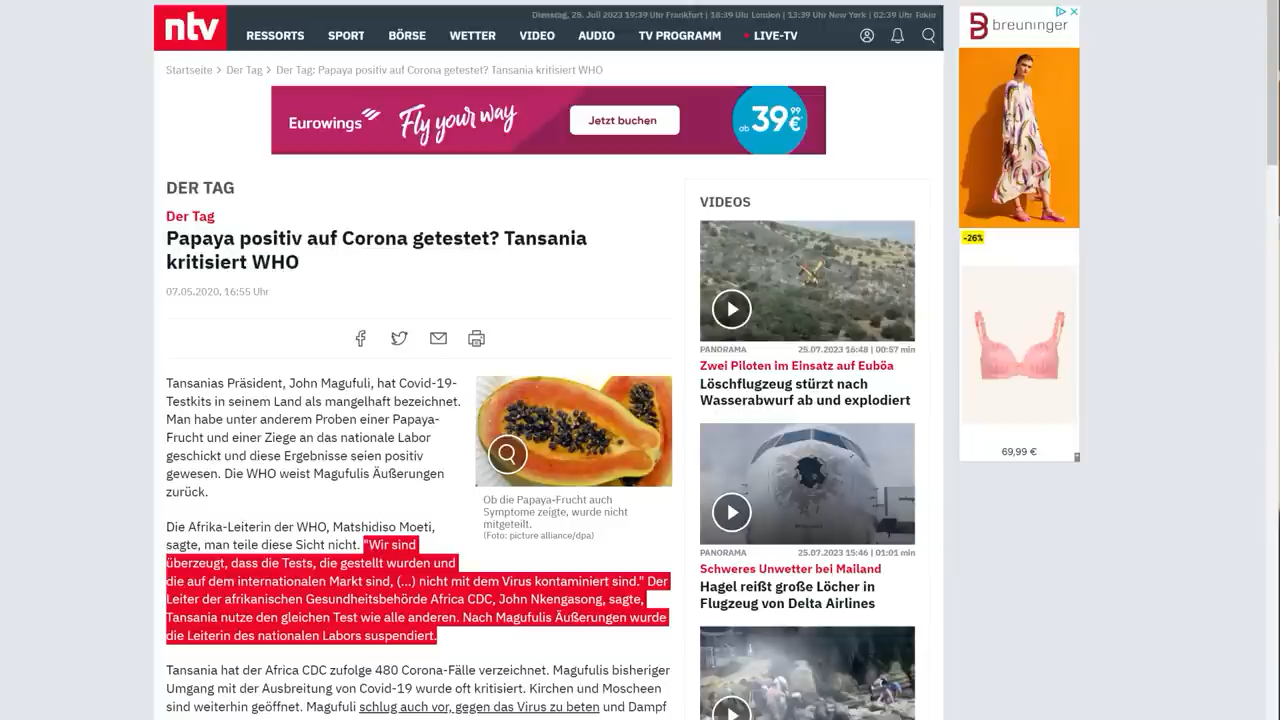 ntv
Dienstag, 25. Juli 2023 19:39 Uhr Frankfurt | 18:39 Uhr London | 13:39 Uhr New York | 02:39 Uhr Tokio
RESSORTS SPORT BÖRSE WETTER VIDEO AUDIO TV PROGRAMM LIVE-TV
Startseite > Der Tag > Der Tag: Papaya positiv auf Corona getestet? Tansania kritisiert WHO
Eurowings Fly your way Jetzt buchen ab 39,99 €
DER TAG
Der Tag
Papaya positiv auf Corona getestet? Tansania
kritisiert WHO
07.05.2020, 16:55 Uhr
Tansanias Präsident, John Magufuli, hat Covid-19-
Testkits in seinem Land als mangelhaft bezeichnet.
Man habe unter anderem Proben einer Papaya-
Frucht und einer Ziege an das nationale Labor
geschickt und diese Ergebnisse seien positiv
gewesen. Die WHO weist Magufulis Äußerungen
zurück.
Ob die Papaya-Frucht auch
Symptome zeigte, wurde nicht
mitgeteilt.
(Foto: picture alliance/dpa)
Die Afrika-Leiterin der WHO, Matshidiso Moeti,
sagte, man teile diese Sicht nicht. "Wir sind
überzeugt, dass die Tests, die gestellt wurden und
die auf dem internationalen Markt sind, (...) nicht mit dem Virus kontaminiert sind." Der
Leiter der afrikanischen Gesundheitsbehörde Africa CDC, John Nkengasong, sagte,
Tansania nutze den gleichen Test wie alle anderen. Nach Magufulis Äußerungen wurde
die Leiterin des nationalen Labors suspendiert.
Tansania hat der Africa CDC zufolge 480 Corona-Fälle verzeichnet. Magufulis bisheriger
Umgang mit der Ausbreitung von Covid-19 wurde oft kritisiert. Kirchen und Moscheen
sind weiterhin geöffnet. Magufuli schlug auch vor, gegen das Virus zu beten und Dampf
VIDEOS
PANORAMA 25.07.2023 16:48 | 00:57 min
Zwei Piloten im Einsatz auf Euböa
Löschflugzeug stürzt nach
Wasserabwurf ab und explodiert
PANORAMA 25.07.2023 15:46 | 01:01 min
Schweres Unwetter bei Mailand
Hagel reißt große Löcher in
Flugzeug von Delta Airlines
breuninger
-26%
69,99 €